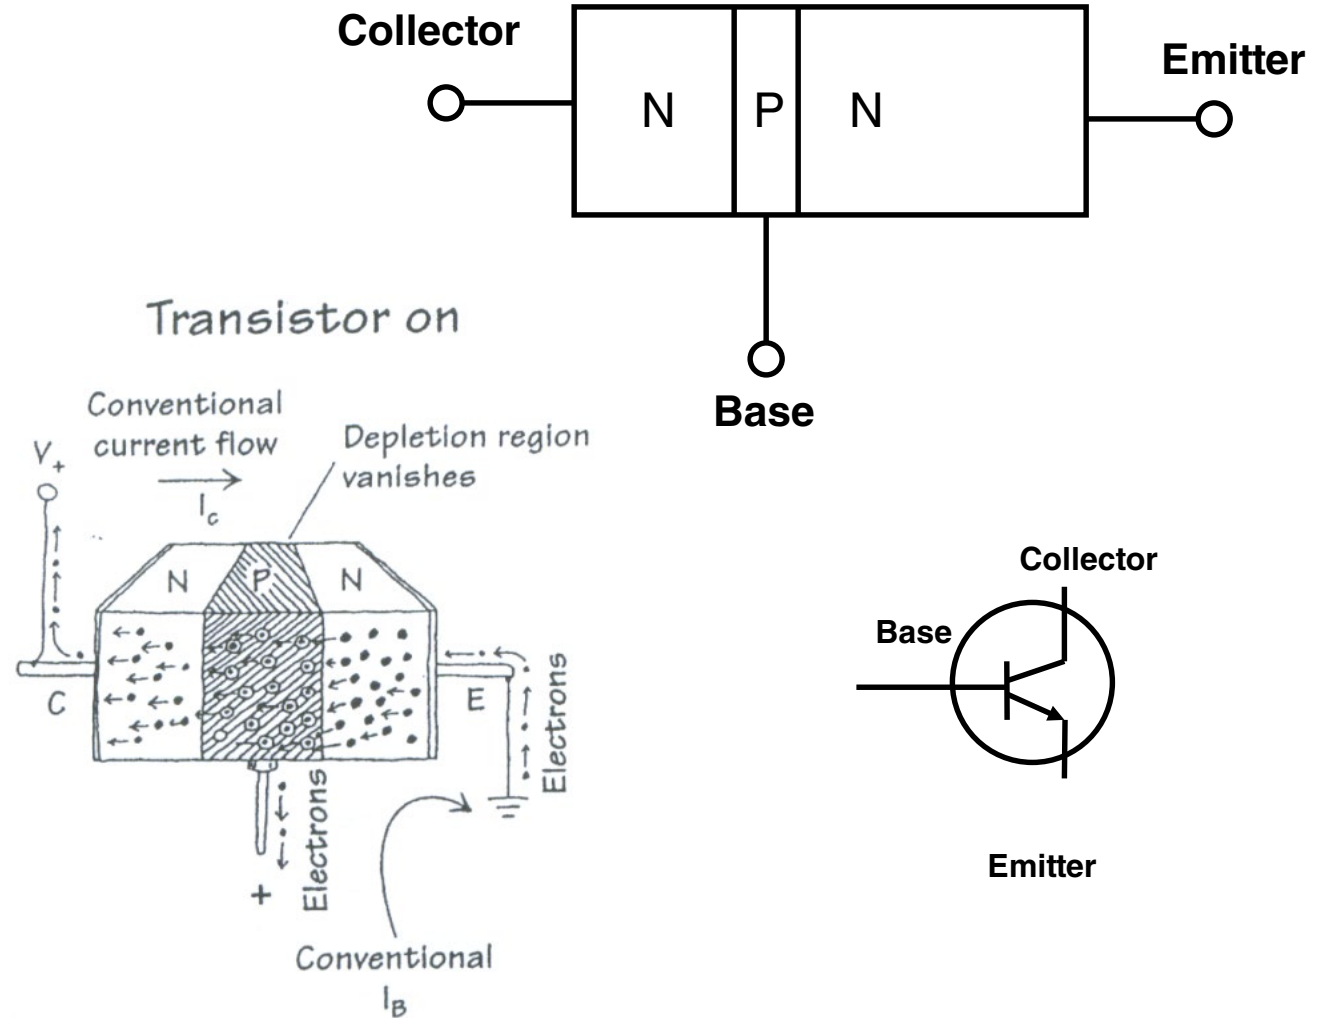 Collector
Emitter
N P N
Base
Transistor on
Conventional
current flow
I_c
Depletion region
vanishes
V+
N P N
C
E
Electrons
Electrons
+
Conventional
I_B
Collector
Base
Emitter